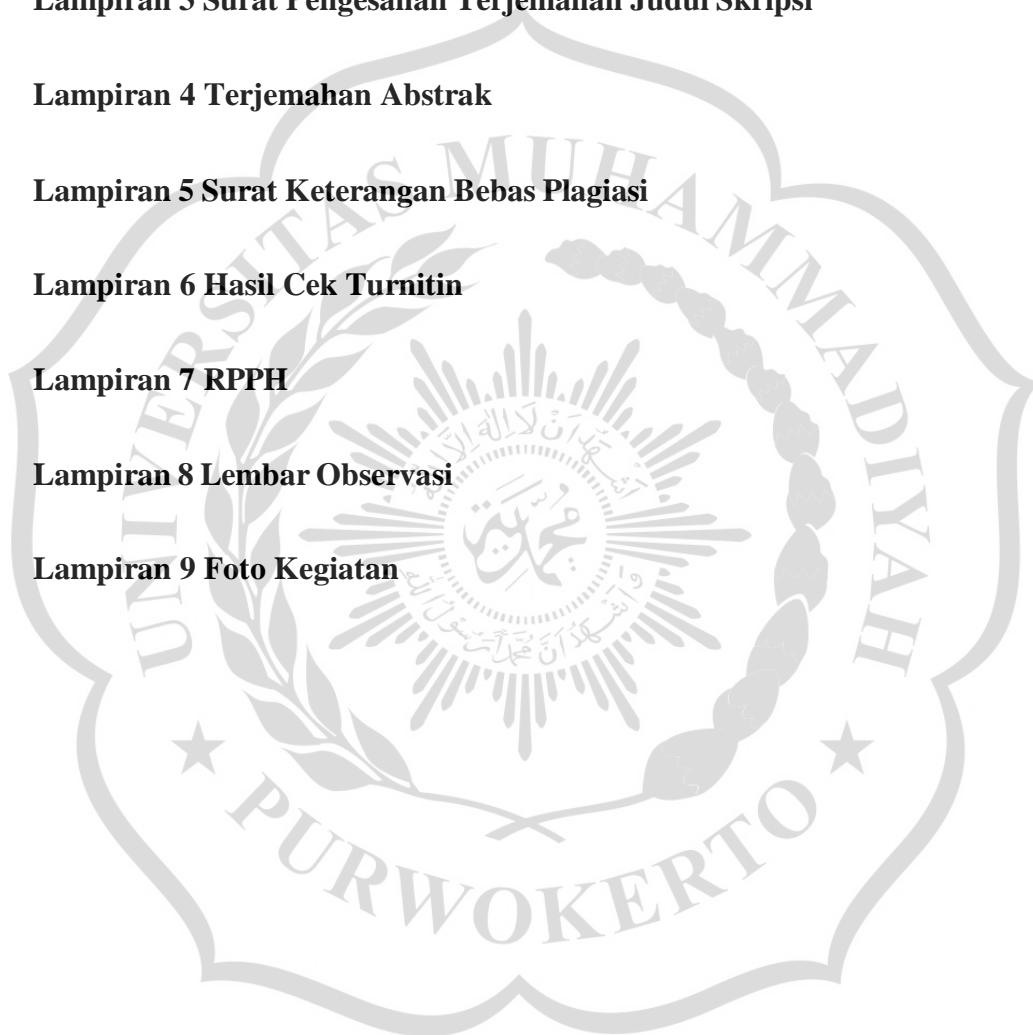 Lampiran 3 Surat Pengesahan Terjemahan Judul Skripsi
Lampiran 4 Terjemahan Abstrak
Lampiran 5 Surat Keterangan Bebas Plagiasi
Lampiran 6 Hasil Cek Turnitin
Lampiran 7 RPPH
Lampiran 8 Lembar Observasi
Lampiran 9 Foto Kegiatan
UNIVERSITAS MUHAMMADIYAH
PURWOKERTO